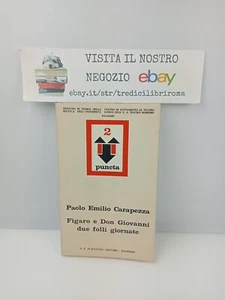 VISITA IL NOSTRO
NEGOZIO ebay
ebay.it/str/tredicilibriroma
2
puncta
Paolo Emilio Carapezza
Figaro e Don Giovanni
due folli giornate